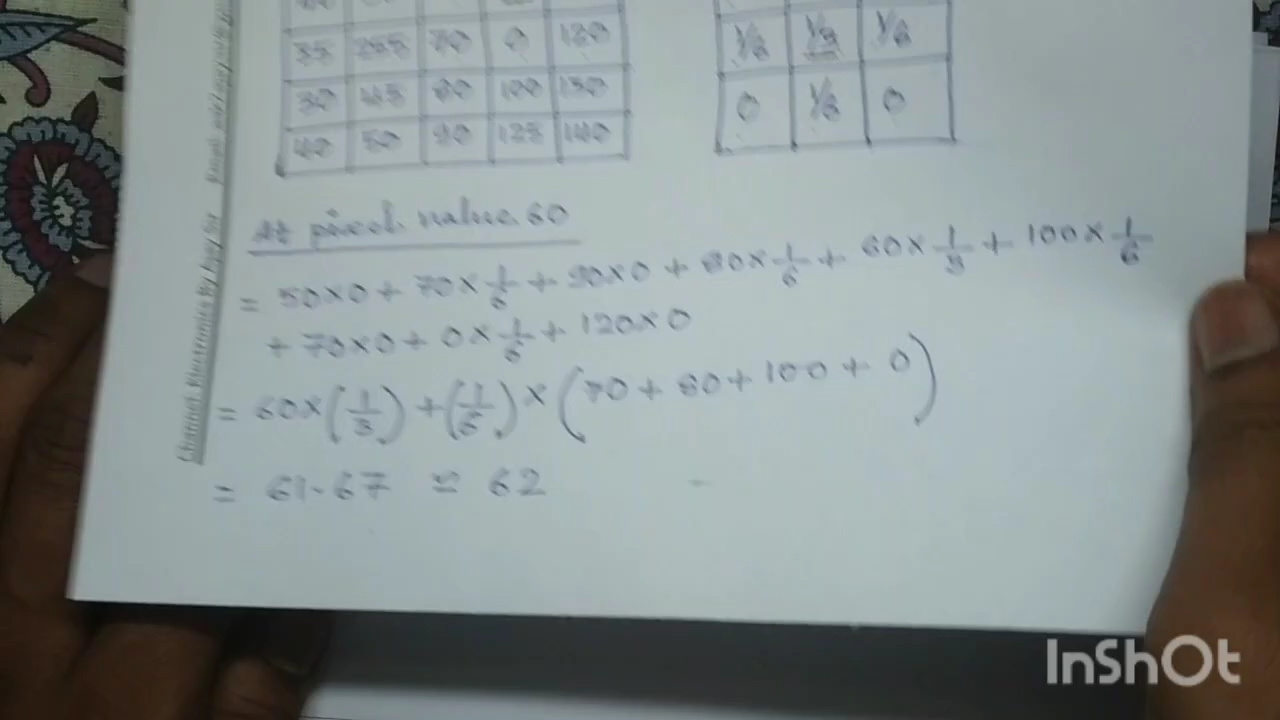 35 255 70 0 120
30 45 80 100 130
40 50 90 125 140
1/6 1/3 1/6
0 1/6 0
At pixel value 60
= 50×0 + 70×1/6 + 90×0 + 80×1/6 + 60×1/3 + 100×1/6
+ 70×0 + 0×1/6 + 120×0
= 60×(1/3) + (1/6)×(70 + 80 + 100 + 0)
= 61.67 ≈ 62
Channel Electronics By
InShOt